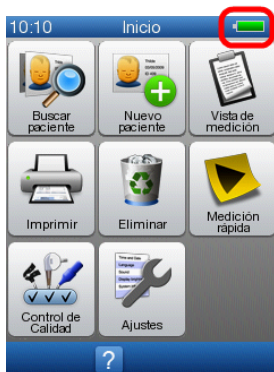 10:10 Inicio
Buscar
paciente
Nuevo
paciente
Vista de
medición
Imprimir
Eliminar
Medición
rápida
Control de
Calidad
Ajustes
?